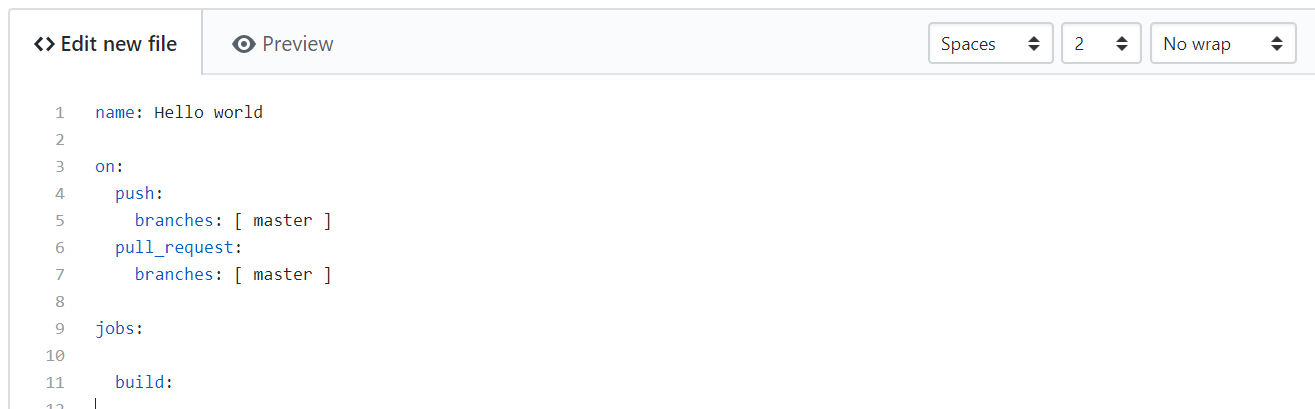 <> Edit new file Preview Spaces 2 No wrap
1 name: Hello world
2
3 on:
4   push:
5     branches: [ master ]
6   pull_request:
7     branches: [ master ]
8
9 jobs:
10
11   build:
12